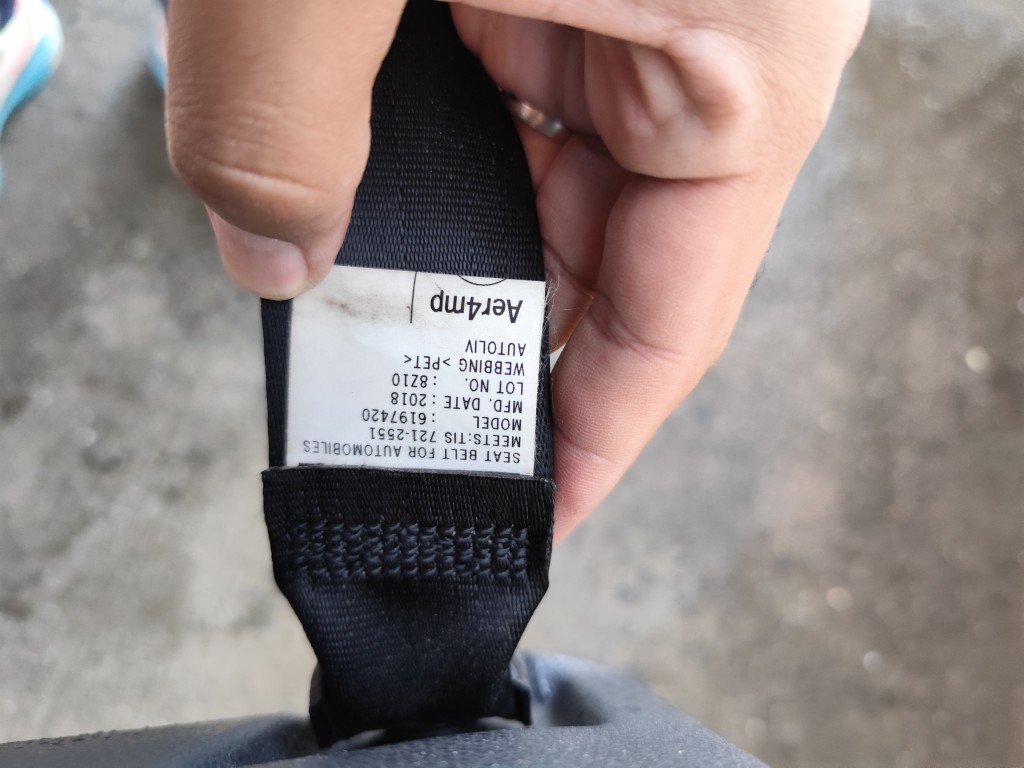 SEAT BELT FOR AUTOMOBILES
MEETS:TIS 721-2551
MODEL : 6197420
MFD. DATE : 2018
LOT NO. : 8210
WEBBING >PET<
AUTOLIV
Aer4mp